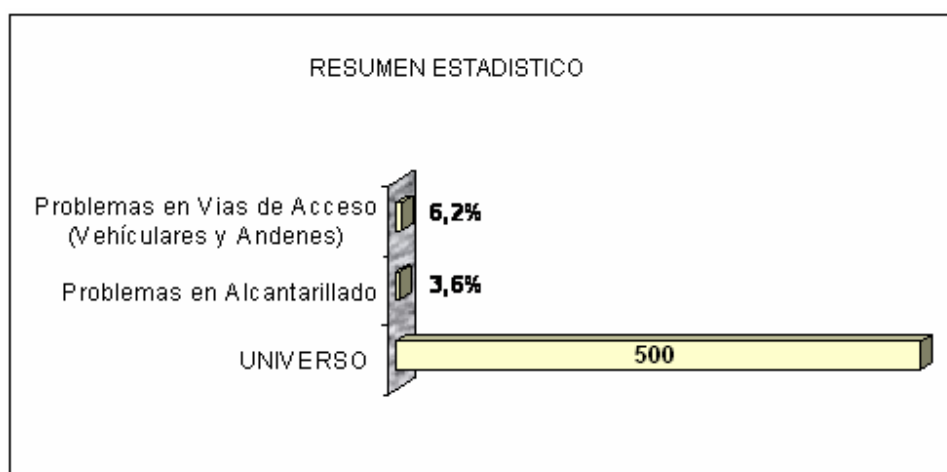 RESUMEN ESTADISTICO
Problemas en Vias de Acceso
(Vehículares y Andenes)
6,2%
Problemas en Alcantarillado
3,6%
UNIVERSO
500